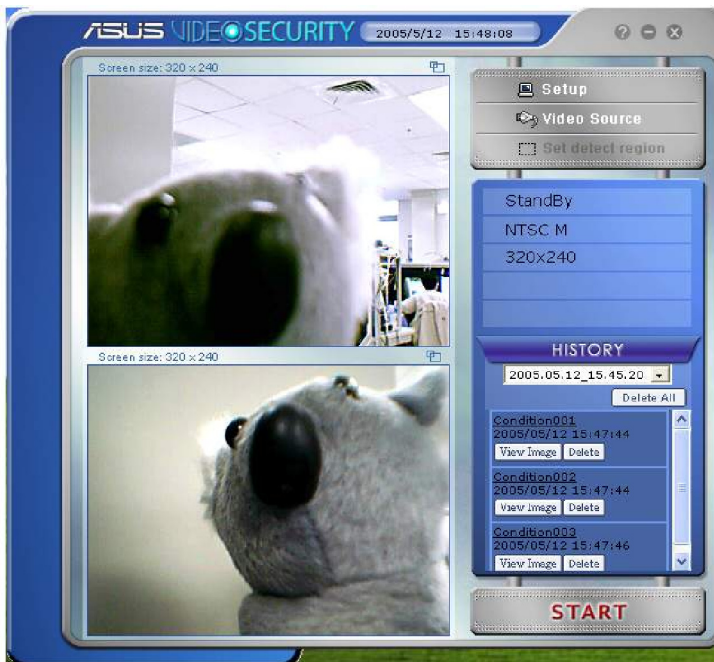 ASUS VIDEOSECURITY 2005/5/12 15:48:08
Screen size: 320 x 240
Screen size: 320 x 240
Setup
Video Source
Set detect region
StandBy
NTSC M
320x240
HISTORY
2005.05.12_15.45.20
Delete All
Condition001
2005/05/12 15:47:44
View Image Delete
Condition002
2005/05/12 15:47:44
View Image Delete
Condition003
2005/05/12 15:47:46
View Image Delete
START